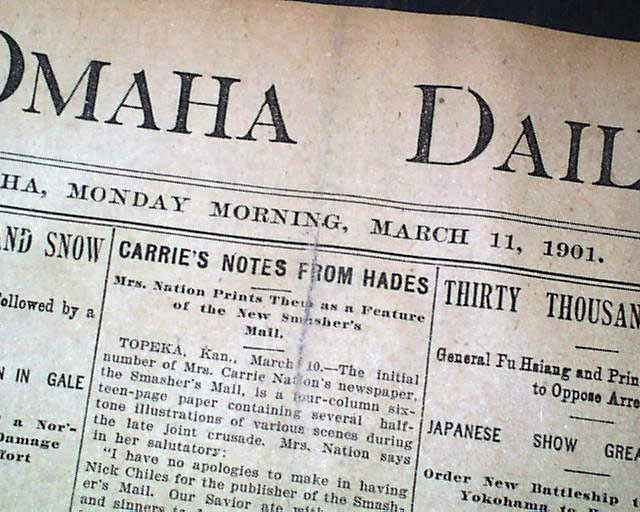 OMAHA DAIL
HA, MONDAY MORNING, MARCH 11, 1901.
ND SNOW
ollowed by a
N IN GALE
a Nor'-
Damage
fort
CARRIE'S NOTES FROM HADES
Mrs. Nation Prints Them as a Feature
of the New Smasher's
Mail.
TOPEKA, Kan., March 10.—The initial
number of Mrs. Carrie Nation's newspaper,
the Smasher's Mail, is a four-column six-
teen-page paper containing several half-
tone illustrations of various scenes during
the late joint crusade. Mrs. Nation says
in her salutatory:
"I have no apologies to make in having
Nick Chiles for the publisher of the Smash-
er's Mail. Our Savior ate with
and sinners to
THIRTY THOUSAN
General Fu Hsiang and Prin
to Oppose Arre
JAPANESE SHOW GREA
Order New Battleship
Yokohama to